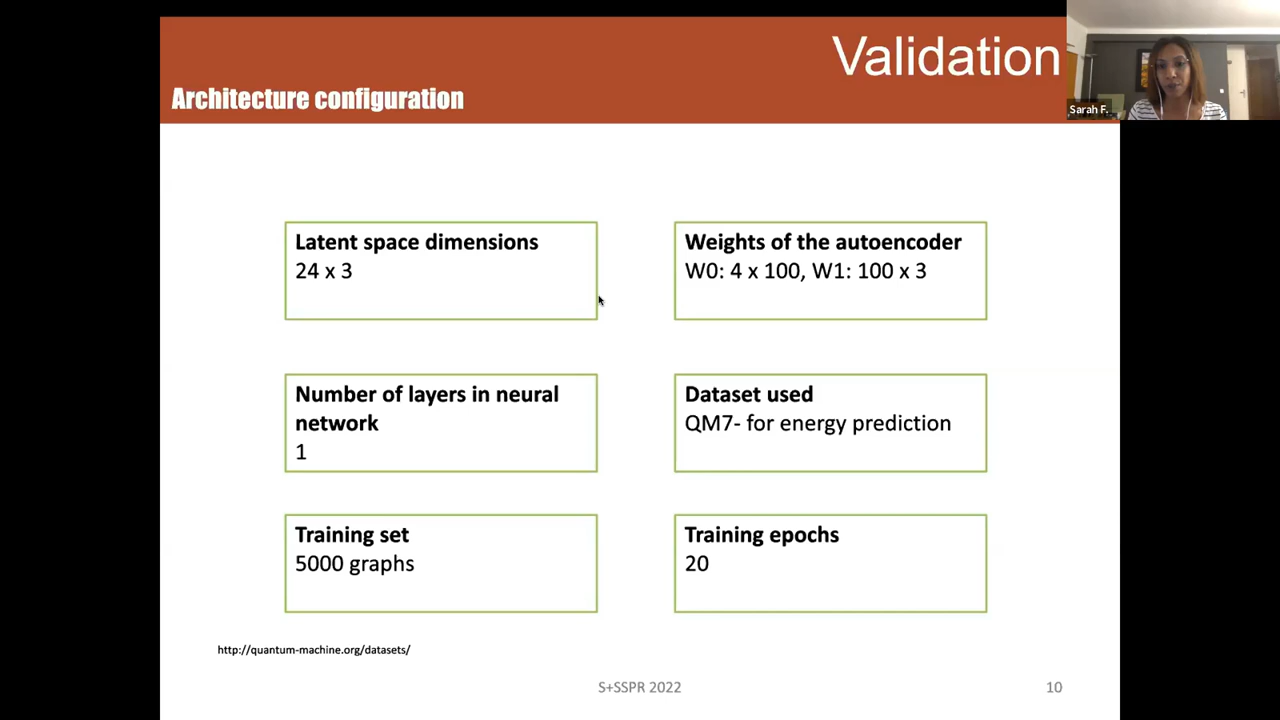 Validation
Architecture configuration
Sarah F.
Latent space dimensions
24 x 3
Weights of the autoencoder
W0: 4 x 100, W1: 100 x 3
Number of layers in neural
network
1
Dataset used
QM7- for energy prediction
Training set
5000 graphs
Training epochs
20
http://quantum-machine.org/datasets/
S+SSPR 2022
10